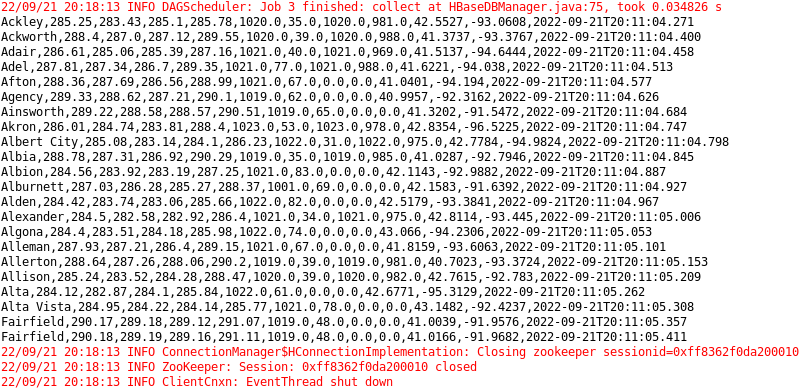 22/09/21 20:18:13 INFO DAGScheduler: Job 3 finished: collect at HBaseDBManager.java:75, took 0.034826 s
Ackley,285.25,283.43,285.1,285.78,1020.0,35.0,1020.0,981.0,42.5527,-93.0608,2022-09-21T20:11:04.271
Ackworth,288.4,287.0,287.12,289.55,1020.0,39.0,1020.0,988.0,41.3737,-93.3767,2022-09-21T20:11:04.400
Adair,286.61,285.06,285.39,287.16,1021.0,40.0,1021.0,969.0,41.5137,-94.6444,2022-09-21T20:11:04.458
Adel,287.81,287.34,286.7,289.35,1021.0,77.0,1021.0,988.0,41.6221,-94.038,2022-09-21T20:11:04.513
Afton,288.36,287.69,286.56,288.99,1021.0,67.0,0.0,0.0,41.0401,-94.194,2022-09-21T20:11:04.577
Agency,289.33,288.62,287.21,290.1,1019.0,62.0,0.0,0.0,40.9957,-92.3162,2022-09-21T20:11:04.626
Ainsworth,289.22,288.58,288.57,290.51,1019.0,65.0,0.0,0.0,41.3202,-91.5472,2022-09-21T20:11:04.684
Akron,286.01,284.74,283.81,288.4,1023.0,53.0,1023.0,978.0,42.8354,-96.5225,2022-09-21T20:11:04.747
Albert City,285.08,283.14,284.1,286.23,1022.0,31.0,1022.0,975.0,42.7784,-94.9824,2022-09-21T20:11:04.798
Albia,288.78,287.31,286.92,290.29,1019.0,35.0,1019.0,985.0,41.0287,-92.7946,2022-09-21T20:11:04.845
Albion,284.56,283.92,283.19,287.25,1021.0,83.0,0.0,0.0,42.1143,-92.9882,2022-09-21T20:11:04.887
Alburnett,287.03,286.28,285.27,288.37,1001.0,69.0,0.0,0.0,42.1583,-91.6392,2022-09-21T20:11:04.927
Alden,284.42,283.74,283.06,285.66,1022.0,82.0,0.0,0.0,42.5179,-93.3841,2022-09-21T20:11:04.967
Alexander,284.5,282.58,282.92,286.4,1021.0,34.0,1021.0,975.0,42.8114,-93.445,2022-09-21T20:11:05.006
Algona,284.4,283.51,284.18,285.98,1022.0,74.0,0.0,0.0,43.066,-94.2306,2022-09-21T20:11:05.053
Alleman,287.93,287.21,286.4,289.15,1021.0,67.0,0.0,0.0,41.8159,-93.6063,2022-09-21T20:11:05.101
Allerton,288.64,287.26,288.06,290.2,1019.0,39.0,1019.0,981.0,40.7023,-93.3724,2022-09-21T20:11:05.153
Allison,285.24,283.52,284.28,288.47,1020.0,39.0,1020.0,982.0,42.7615,-92.783,2022-09-21T20:11:05.209
Alta,284.12,282.87,284.1,285.84,1022.0,61.0,0.0,0.0,42.6771,-95.3129,2022-09-21T20:11:05.262
Alta Vista,284.95,284.22,284.14,285.77,1021.0,78.0,0.0,0.0,43.1482,-92.4237,2022-09-21T20:11:05.308
Fairfield,290.17,289.18,289.12,291.07,1019.0,48.0,0.0,0.0,41.0039,-91.9576,2022-09-21T20:11:05.357
Fairfield,290.18,289.19,289.16,291.11,1019.0,48.0,0.0,0.0,41.0166,-91.9682,2022-09-21T20:11:05.411
22/09/21 20:18:13 INFO ConnectionManager$HConnectionImplementation: Closing zookeeper sessionid=0xff8362f0da200010
22/09/21 20:18:13 INFO ZooKeeper: Session: 0xff8362f0da200010 closed
22/09/21 20:18:13 INFO ClientCnxn: EventThread shut down